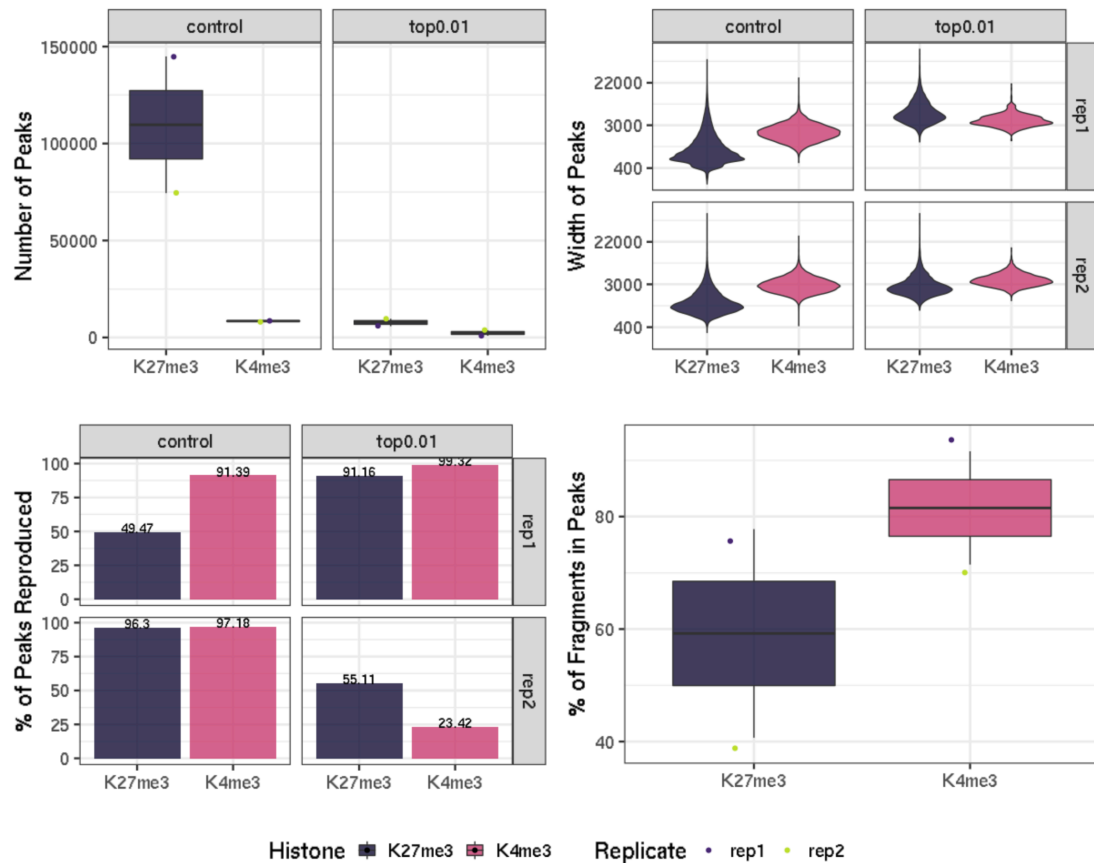 control
top0.01
Number of Peaks
150000
100000
50000
0
K27me3
K4me3
K27me3
K4me3
control
top0.01
Width of Peaks
22000
3000
400
rep1
22000
3000
400
rep2
K27me3
K4me3
K27me3
K4me3
control
top0.01
% of Peaks Reproduced
100
75
50
25
0
49.47
91.39
91.16
99.32
rep1
100
75
50
25
0
96.3
97.18
55.11
23.42
rep2
K27me3
K4me3
K27me3
K4me3
% of Fragments in Peaks
80
60
40
K27me3
K4me3
Histone K27me3 K4me3 Replicate rep1 rep2